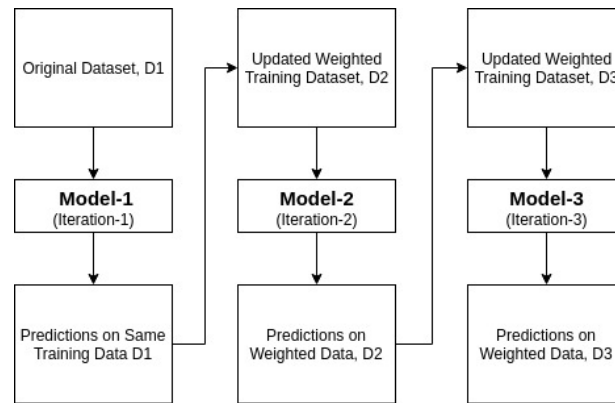 Original Dataset, D1
Model-1
(Iteration-1)
Predictions on Same
Training Data D1
Updated Weighted
Training Dataset, D2
Model-2
(Iteration-2)
Predictions on
Weighted Data, D2
Updated Weighted
Training Dataset, D3
Model-3
(Iteration-3)
Predictions on
Weighted Data, D3